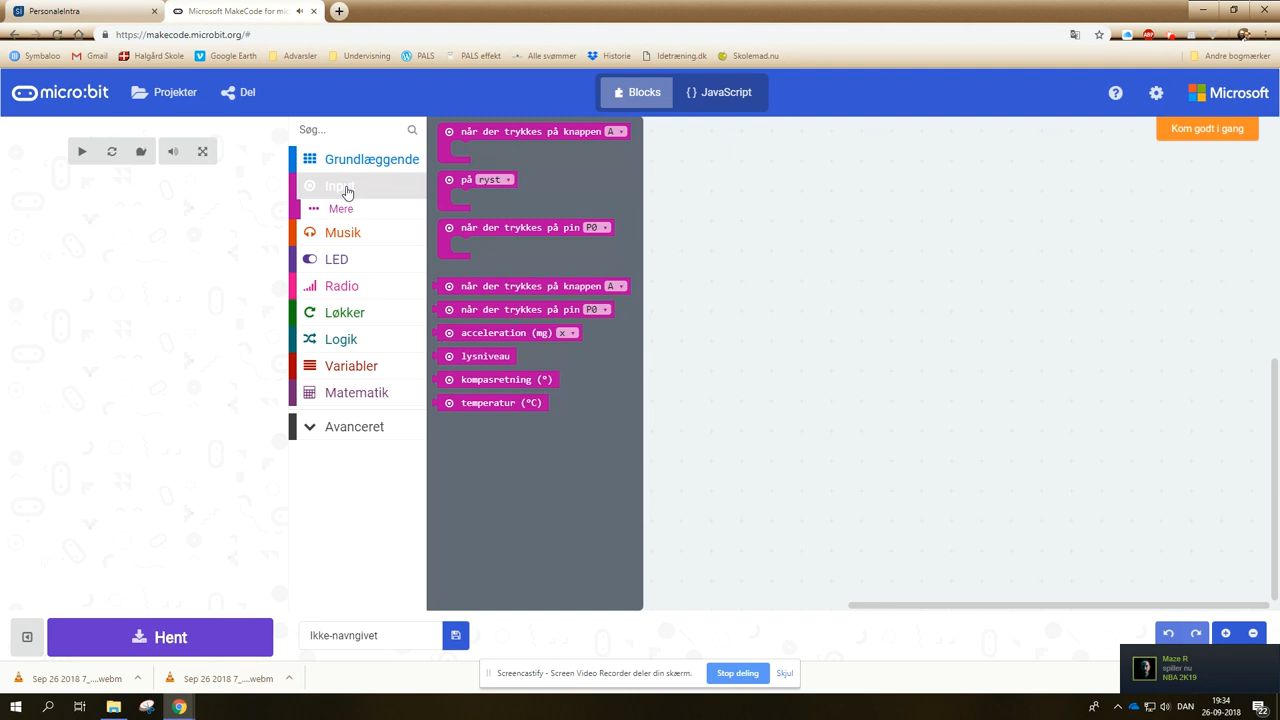 PersonaleIntra
Microsoft MakeCode for mic
https://makecode.microbit.org/#
Symbaloo
Gmail
Halgård Skole
Google Earth
Advarsler
Undervisning
PALS
PALS effekt
Alle svømmer
Historie
Idetræning.dk
Skolemad.nu
Andre bogmærker
micro:bit
Projekter
Del
Blocks
{} JavaScript
Microsoft
Kom godt i gang
Søg...
Grundlæggende
Input
Mere
Musik
LED
Radio
Løkker
Logik
Variabler
Matematik
Avanceret
når der trykkes på knappen A
på ryst
når der trykkes på pin P0
når der trykkes på knappen A
når der trykkes på pin P0
acceleration (mg) x
lysniveau
kompasretning (°)
temperatur (°C)
Hent
Ikke-navngivet
Maze R
spiller nu
NBA 2K19
Screencastify - Screen Video Recorder deler din skærm.
Stop deling
Skjul
Sep 26 2018 7_....webm
Sep 26 2018 7_....webm
DAN
19:34
26-09-2018
22